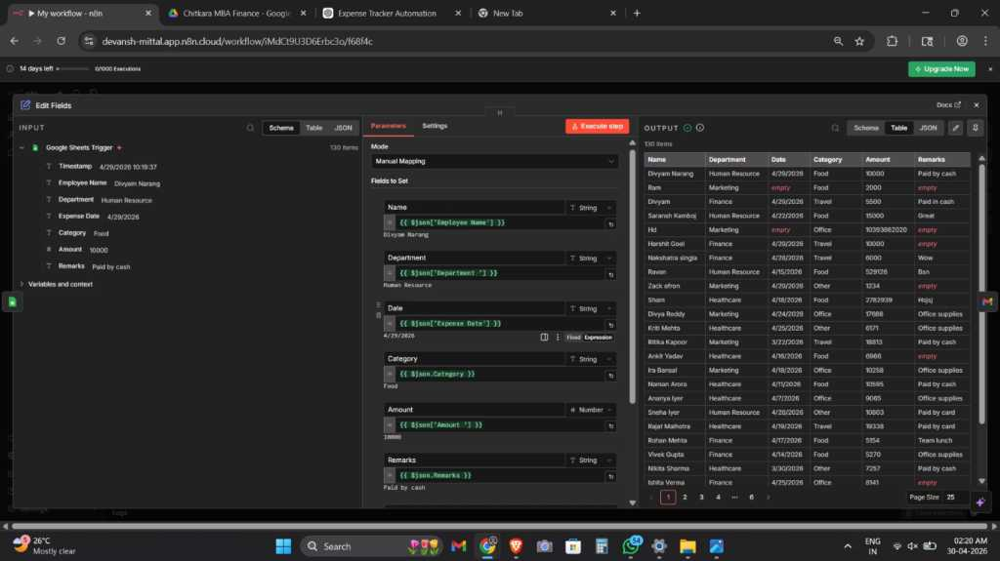 ▶ My workflow - n8n
Chitkara MBA Finance - Google
Expense Tracker Automation
New Tab
devansh-mittal.app.n8n.cloud/workflow/iMdCt9U3D6Erbc3o/f68f4c
14 days left
0/1000 Executions
Upgrade Now
Edit Fields
Docs
INPUT
Schema Table JSON
Parameters Settings
Execute step
OUTPUT
Schema Table JSON
Google Sheets Trigger
130 items
Timestamp 4/29/2026 10:19:37
Employee Name Divyam Narang
Department Human Resource
Expense Date 4/29/2026
Category Food
Amount 10000
Remarks Paid by cash
Variables and context
Mode
Manual Mapping
Fields to Set
Name String
{{ $json['Employee Name'] }}
Divyam Narang
Department String
{{ $json['Department '] }}
Human Resource
Date String
{{ $json['Expense Date'] }}
4/29/2026
Fixed Expression
Category String
{{ $json.Category }}
Food
Amount # Number
{{ $json['Amount '] }}
10000
Remarks String
{{ $json.Remarks }}
Paid by cash
130 items
Name Department Date Category Amount Remarks
Divyam Narang Human Resource 4/29/2026 Food 10000 Paid by cash
Ram Marketing empty Food 2000 empty
Divyam Finance 4/29/2026 Travel 5500 Paid in cash
Saransh Kamboj Human Resource 4/22/2026 Food 15000 Great
Hd Marketing empty Office 10393862020 empty
Harshit Goel Finance 4/29/2026 Travel 10000 empty
Nakshatra singla Finance 4/28/2026 Travel 6000 Wow
Ravan Human Resource 4/15/2026 Food 529126 Bsn
Zack efron Marketing 4/29/2026 Other 1234 empty
Sham Healthcare 4/18/2026 Food 2782939 Hsjsj
Divya Reddy Marketing 4/24/2026 Office 17686 Office supplies
Kriti Mehta Healthcare 4/25/2026 Other 6171 Office supplies
Ritika Kapoor Marketing 3/22/2026 Travel 18813 Paid by cash
Ankit Yadav Healthcare 4/16/2026 Food 6966 empty
Ira Bansal Marketing 4/18/2026 Office 10258 Office supplies
Naman Arora Healthcare 4/11/2026 Food 10595 Paid by cash
Ananya Iyer Healthcare 4/7/2026 Office 9065 Office supplies
Sneha Iyer Human Resource 4/28/2026 Other 10803 Paid by card
Rajat Malhotra Healthcare 4/19/2026 Travel 19338 Paid by card
Rohan Mehta Finance 4/17/2026 Food 5154 Team lunch
Vivek Gupta Finance 4/14/2026 Food 5270 Office supplies
Nikita Sharma Healthcare 3/30/2026 Other 7257 Paid by cash
Ishita Verma Finance 4/25/2026 Office 8141 empty
1 2 3 4 ••• 6
Page Size 25
Logs
26°C
Mostly clear
Search
54
ENG
IN
02:20 AM
30-04-2026